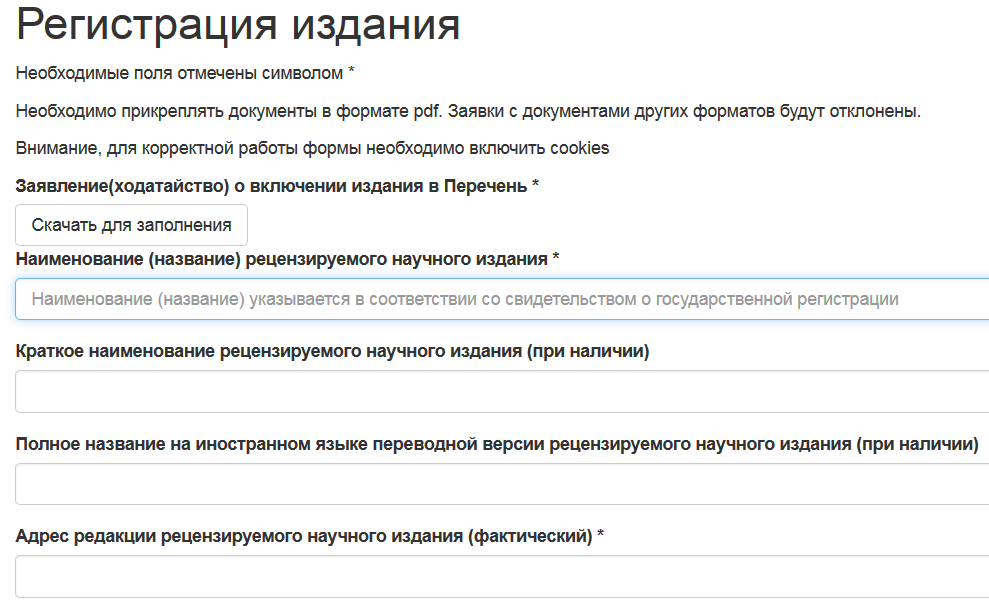 Регистрация издания
Необходимые поля отмечены символом *
Необходимо прикреплять документы в формате pdf. Заявки с документами других форматов будут отклонены.
Внимание, для корректной работы формы необходимо включить cookies
Заявление(ходатайство) о включении издания в Перечень *
Скачать для заполнения
Наименование (название) рецензируемого научного издания *
Наименование (название) указывается в соответствии со свидетельством о государственной регистрации
Краткое наименование рецензируемого научного издания (при наличии)
Полное название на иностранном языке переводной версии рецензируемого научного издания (при наличии)
Адрес редакции рецензируемого научного издания (фактический) *